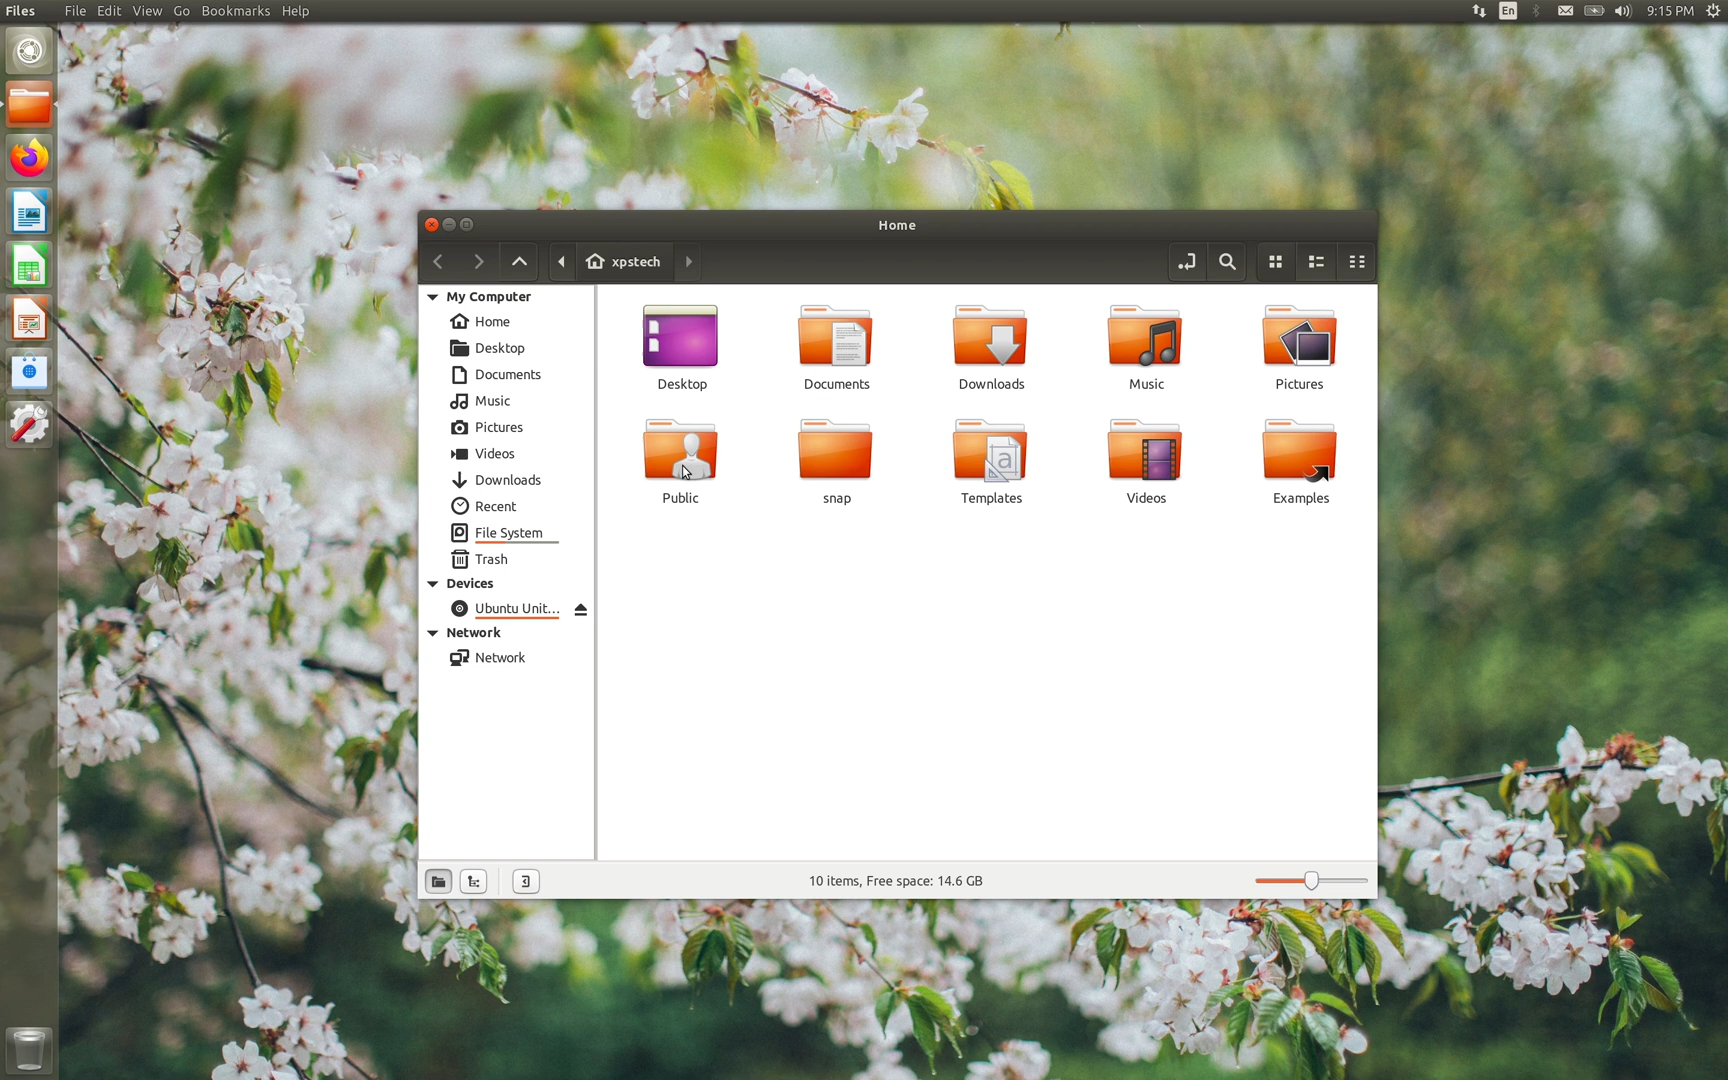 Files File Edit View Go Bookmarks Help En 9:15 PM
Home
xpstech
My Computer
Home
Desktop
Documents
Music
Pictures
Videos
Downloads
Recent
File System
Trash
Devices
Ubuntu Unit...
Network
Network
Desktop Documents Downloads Music Pictures
a
Public snap Templates Videos Examples
10 items, Free space: 14.6 GB